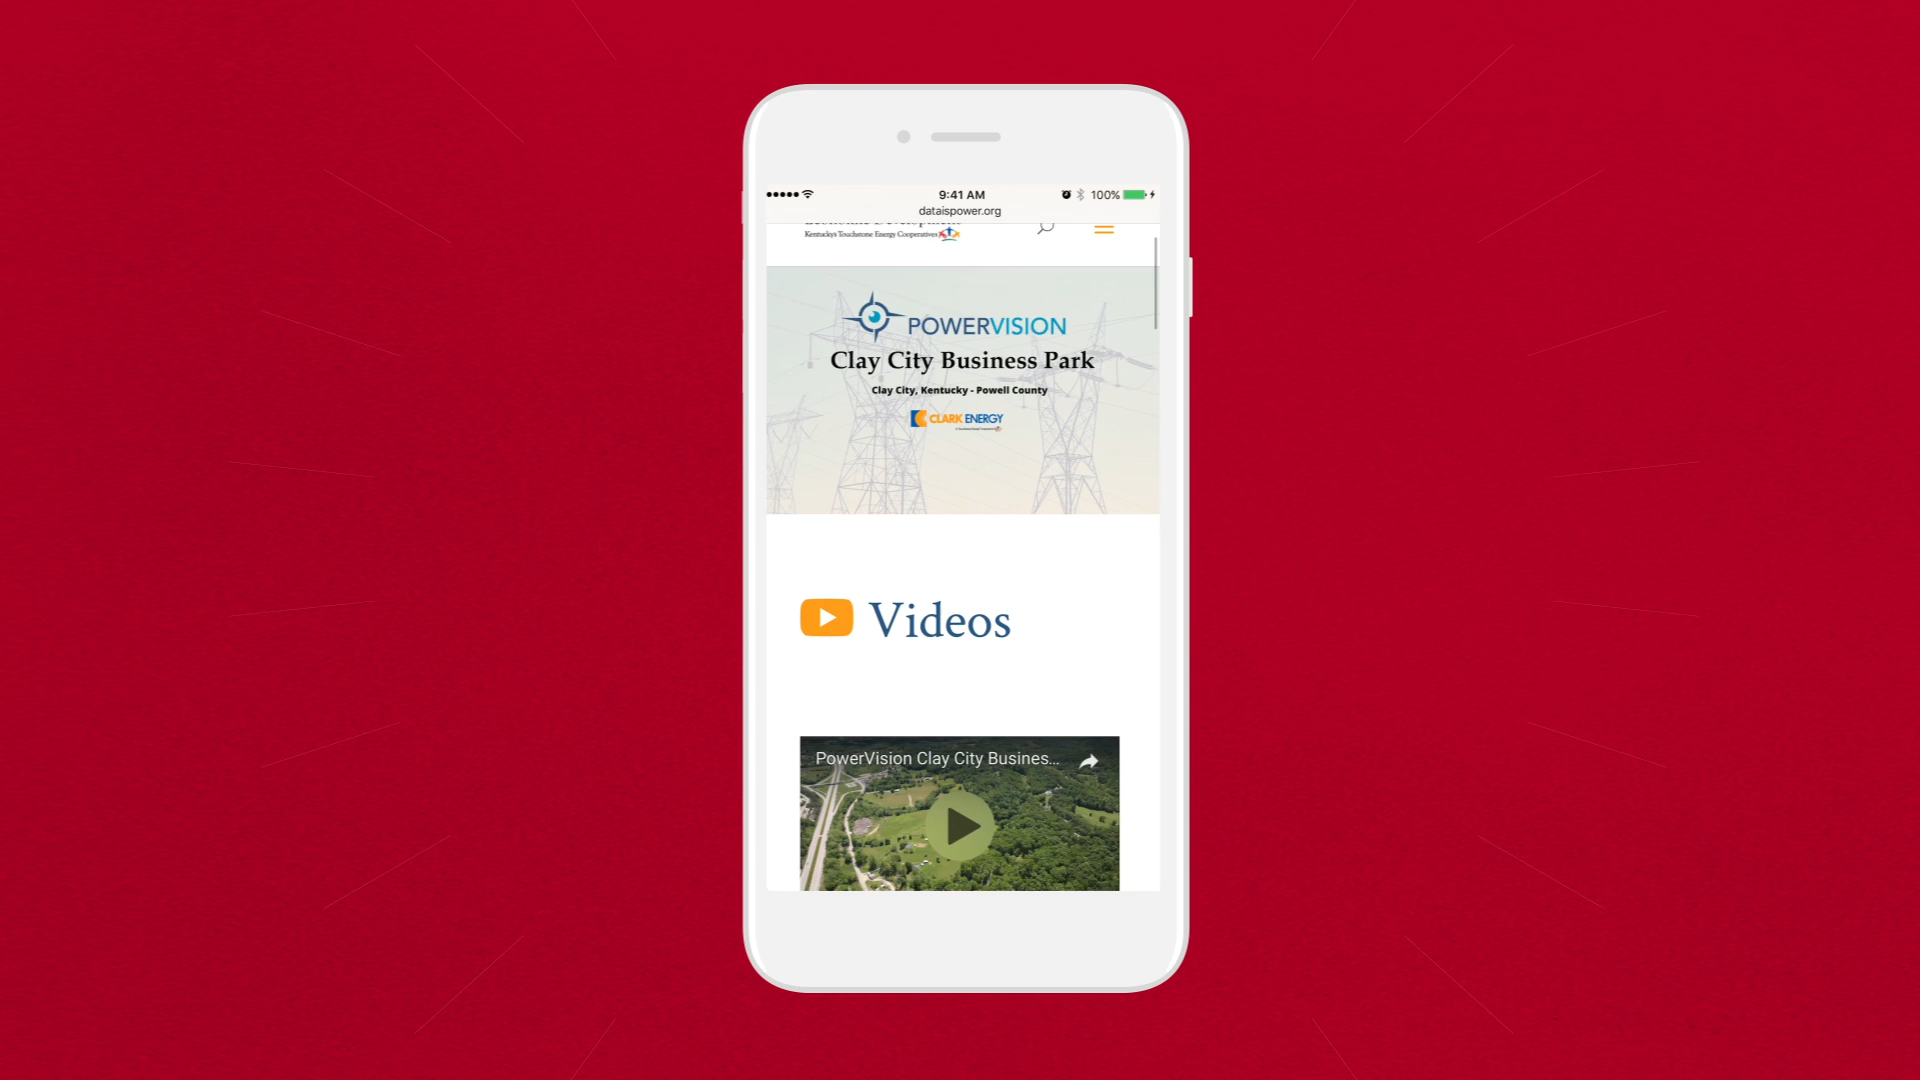 9:41 AM
100%
dataispower.org
Kentucky's Touchstone Energy Cooperatives
POWERVISION
Clay City Business Park
Clay City, Kentucky - Powell County
CLARK ENERGY
Videos
PowerVision Clay City Busines...